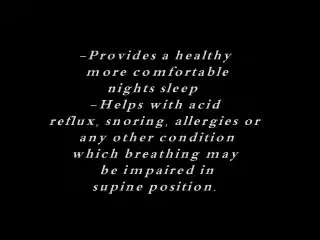 –Provides a healthy
more comfortable
nights sleep
–Helps with acid
reflux, snoring, allergies or
any other condition
which breathing may
be impaired in
supine position.